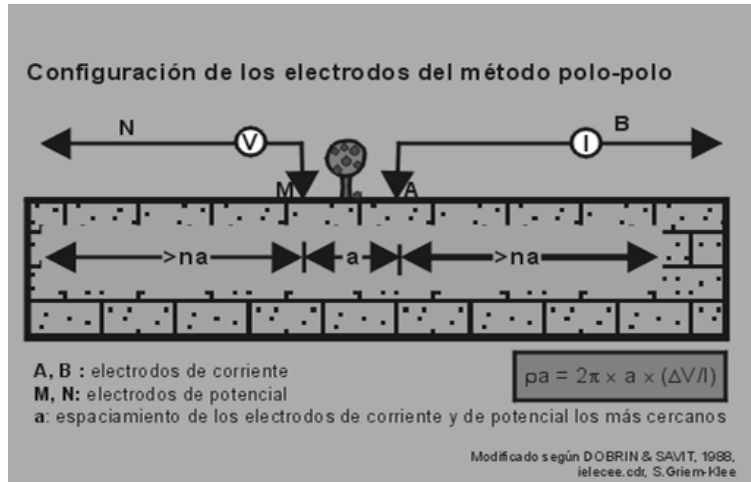 Configuración de los electrodos del método polo-polo
N V I B
M A
>na a >na
A, B : electrodos de corriente
M, N: electrodos de potencial
a: espaciamiento de los electrodos de corriente y de potencial los más cercanos
ρa = 2π × a × (ΔV/I)
Modificado según DOBRIN & SAVIT, 1988,
ielecee.cdr, S.Griem-Klee